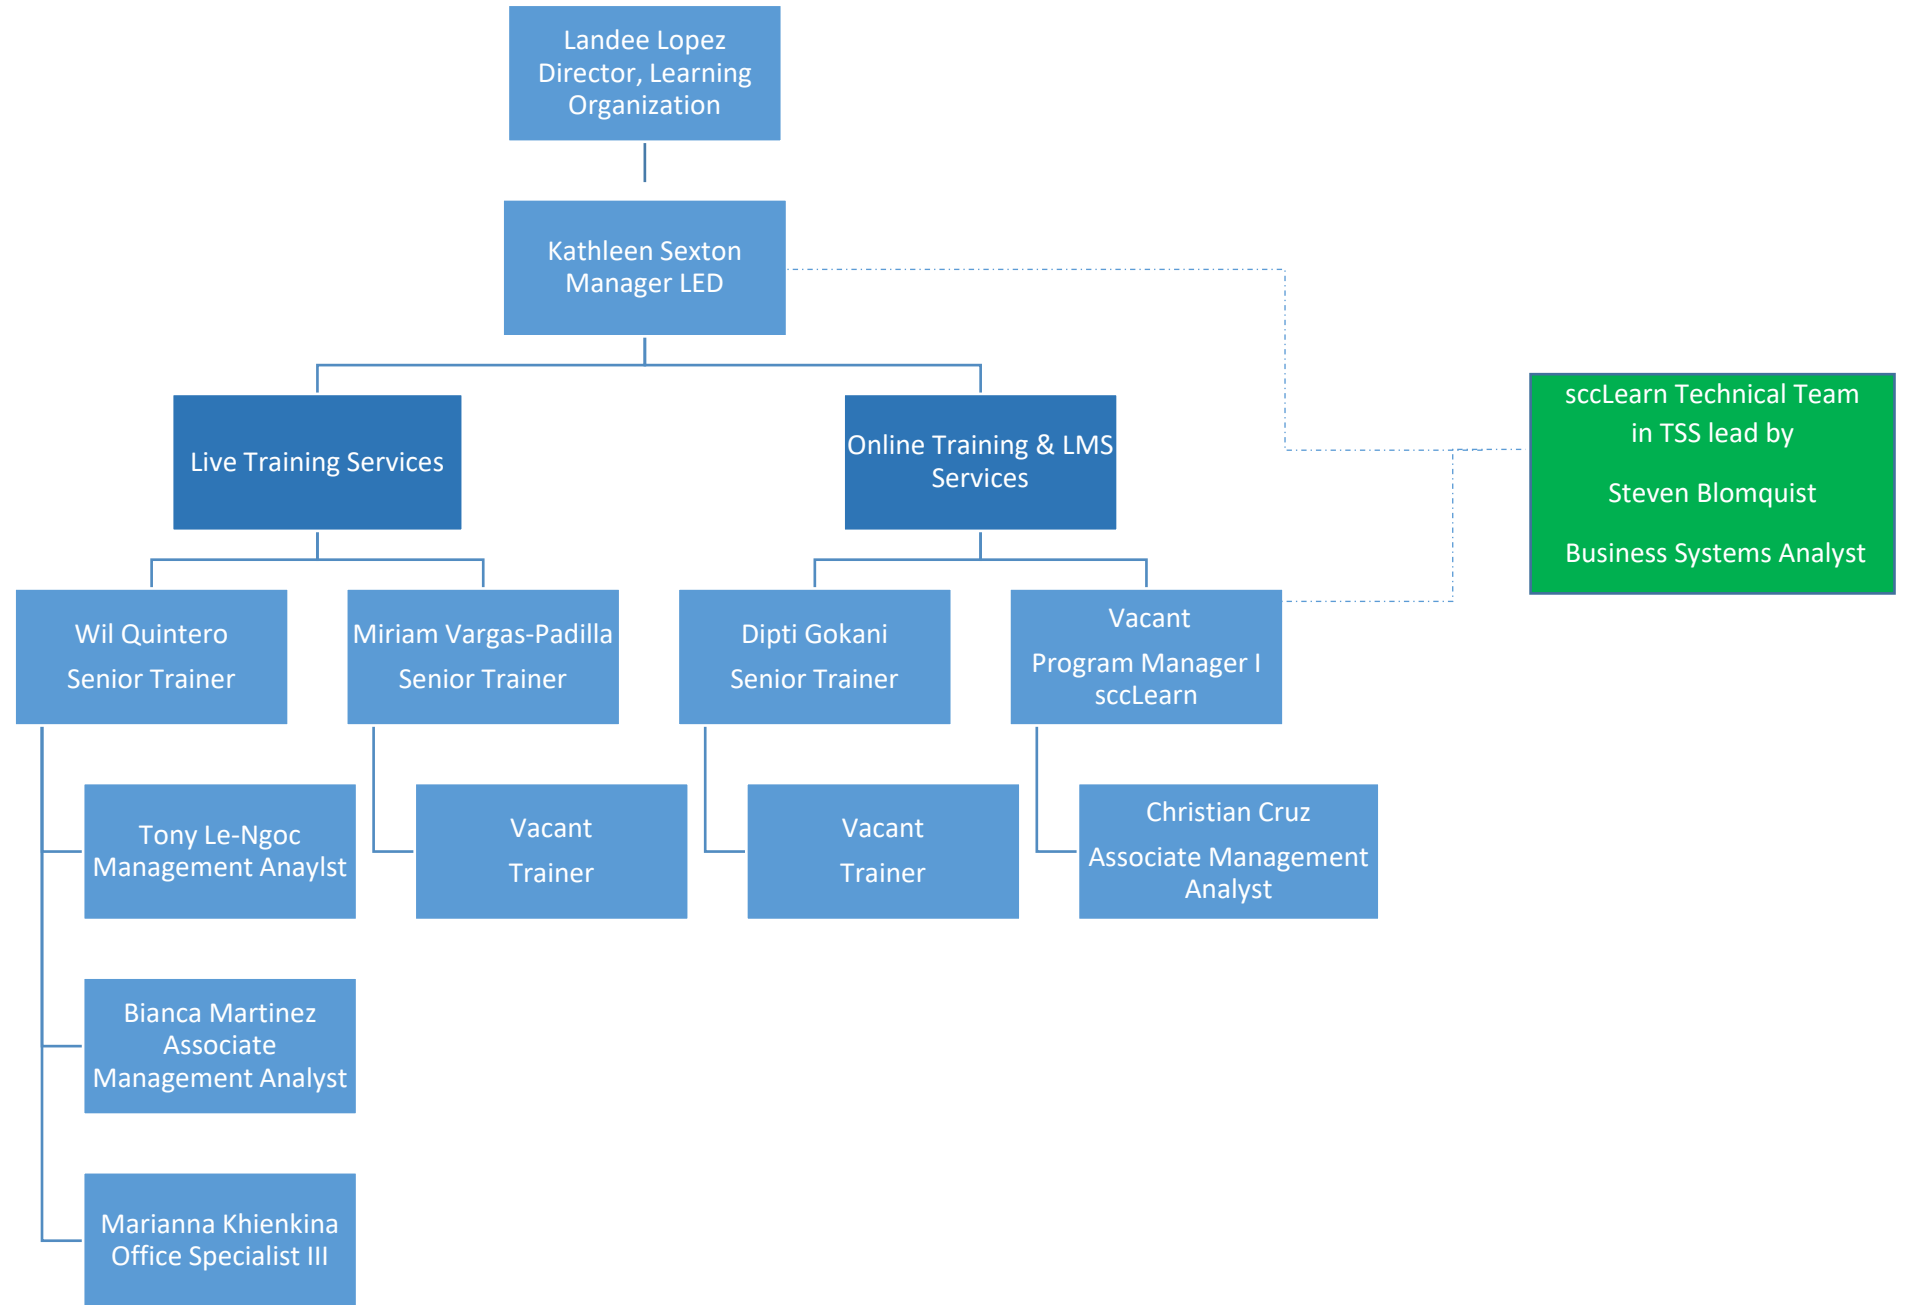 Landee Lopez
Director, Learning
Organization
Kathleen Sexton
Manager LED
Live Training Services
Online Training & LMS
Services
sccLearn Technical Team
in TSS lead by
Steven Blomquist
Business Systems Analyst
Wil Quintero
Senior Trainer
Miriam Vargas-Padilla
Senior Trainer
Dipti Gokani
Senior Trainer
Vacant
Program Manager I
sccLearn
Tony Le-Ngoc
Management Anaylst
Vacant
Trainer
Vacant
Trainer
Christian Cruz
Associate Management
Analyst
Bianca Martinez
Associate
Management Analyst
Marianna Khienkina
Office Specialist III